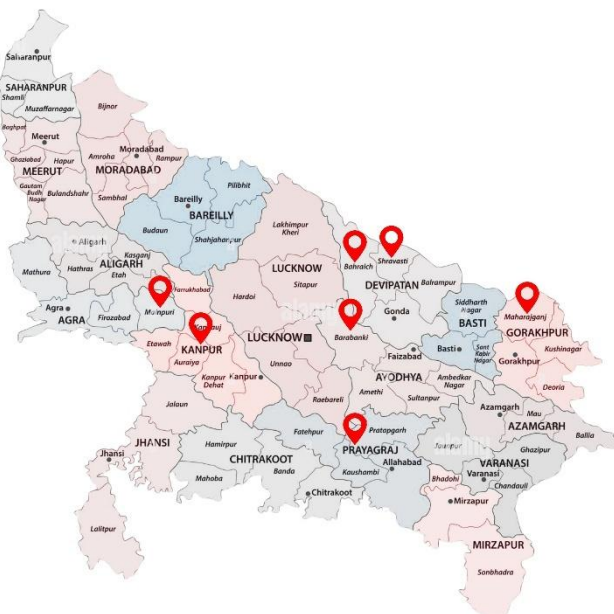 Saharanpur
SAHARANPUR
Shamli
Muzaffarnagar
Bijnor
Baghpat
Meerut
Ghaziabad
Hapur
MEERUT
Gautam
Budh
Nagar
Bulandshahr
Amroha
Moradabad
Rampur
MORADABAD
Sambhal
Bareilly
Pilibhit
BAREILLY
Budaun
Shahjahanpur
Lakhimpur
Kheri
Aligarh
Kasganj
ALIGARH
Mathura
Hathras
Etah
Farrukhabad
Agra
AGRA
Firozabad
Mainpuri
LUCKNOW
Sitapur
Hardoi
alamy
LUCKNOW
Barabanki
Unnao
Raebareli
Bahraich
Shravasti
DEVIPATAN
Balrampur
Gonda
Siddharth
Nagar
BASTI
Basti
Sant
Kabir
Nagar
Maharajganj
GORAKHPUR
Kushinagar
Gorakhpur
Deoria
Etawah
KANPUR
Auraiya
Kanpur
Dehat
Kanpur
Faizabad
AYODHYA
Ambedkar
Nagar
Amethi
Sultanpur
Azamgarh
Mau
AZAMGARH
Ballia
Jalaun
JHANSI
Jhansi
Lalitpur
Hamirpur
Mahoba
CHITRAKOOT
Banda
Chitrakoot
Fatehpur
Pratapgarh
PRAYAGRAJ
Kaushambi
Allahabad
Ghazipur
VARANASI
Varanasi
Chandauli
Bhadohi
Mirzapur
MIRZAPUR
Sonbhadra